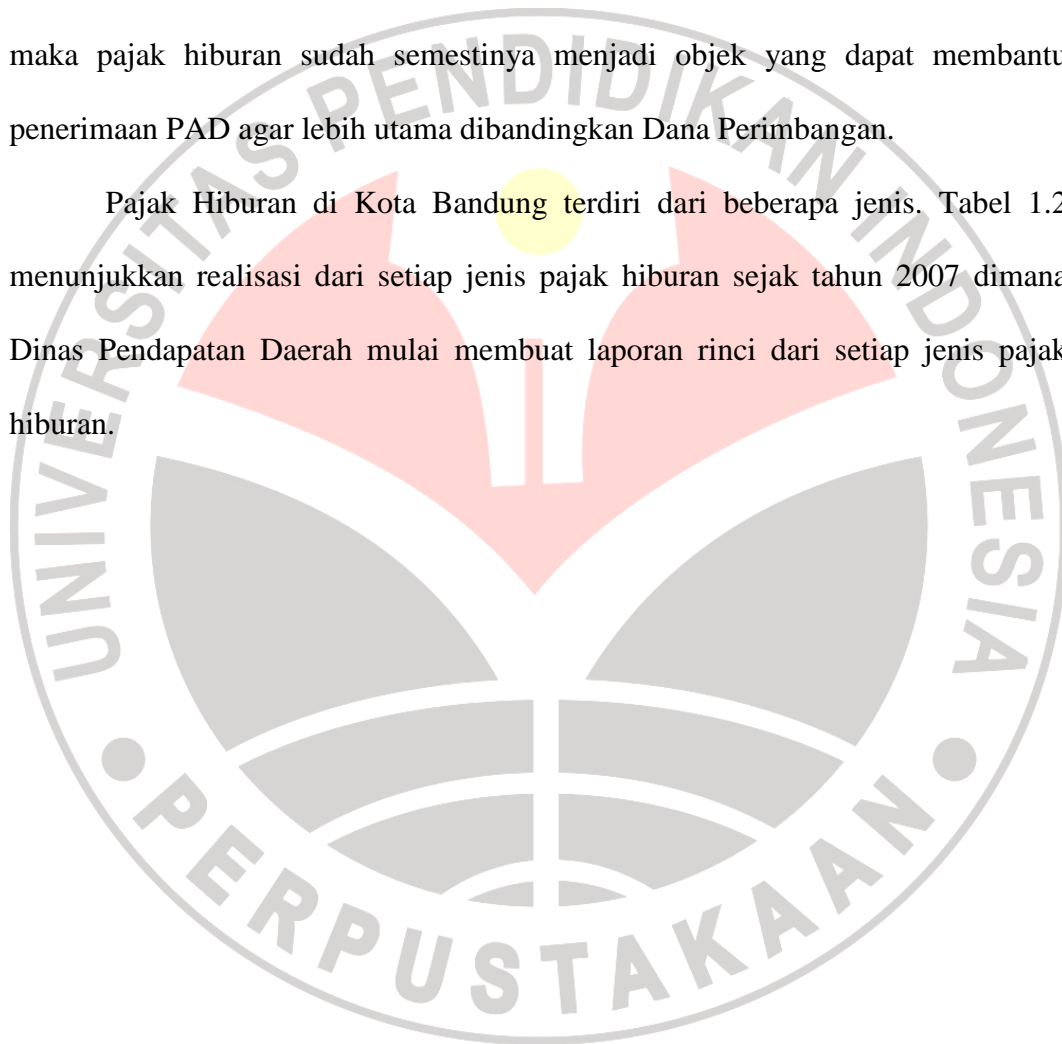 maka pajak hiburan sudah semestinya menjadi objek yang dapat membantu
penerimaan PAD agar lebih utama dibandingkan Dana Perimbangan.
Pajak Hiburan di Kota Bandung terdiri dari beberapa jenis. Tabel 1.2
menunjukkan realisasi dari setiap jenis pajak hiburan sejak tahun 2007 dimana
Dinas Pendapatan Daerah mulai membuat laporan rinci dari setiap jenis pajak
hiburan.
UNIVERSITAS PENDIDIKAN INDONESIA
PERPUSTAKAAN